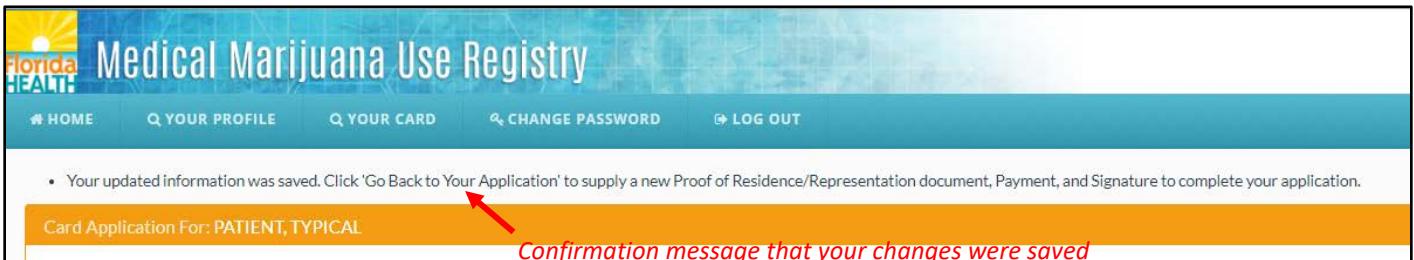 Florida
HEALTH
Medical Marijuana Use Registry
HOME YOUR PROFILE YOUR CARD CHANGE PASSWORD LOG OUT
• Your updated information was saved. Click 'Go Back to Your Application' to supply a new Proof of Residence/Representation document, Payment, and Signature to complete your application.
Card Application For: PATIENT, TYPICAL
Confirmation message that your changes were saved